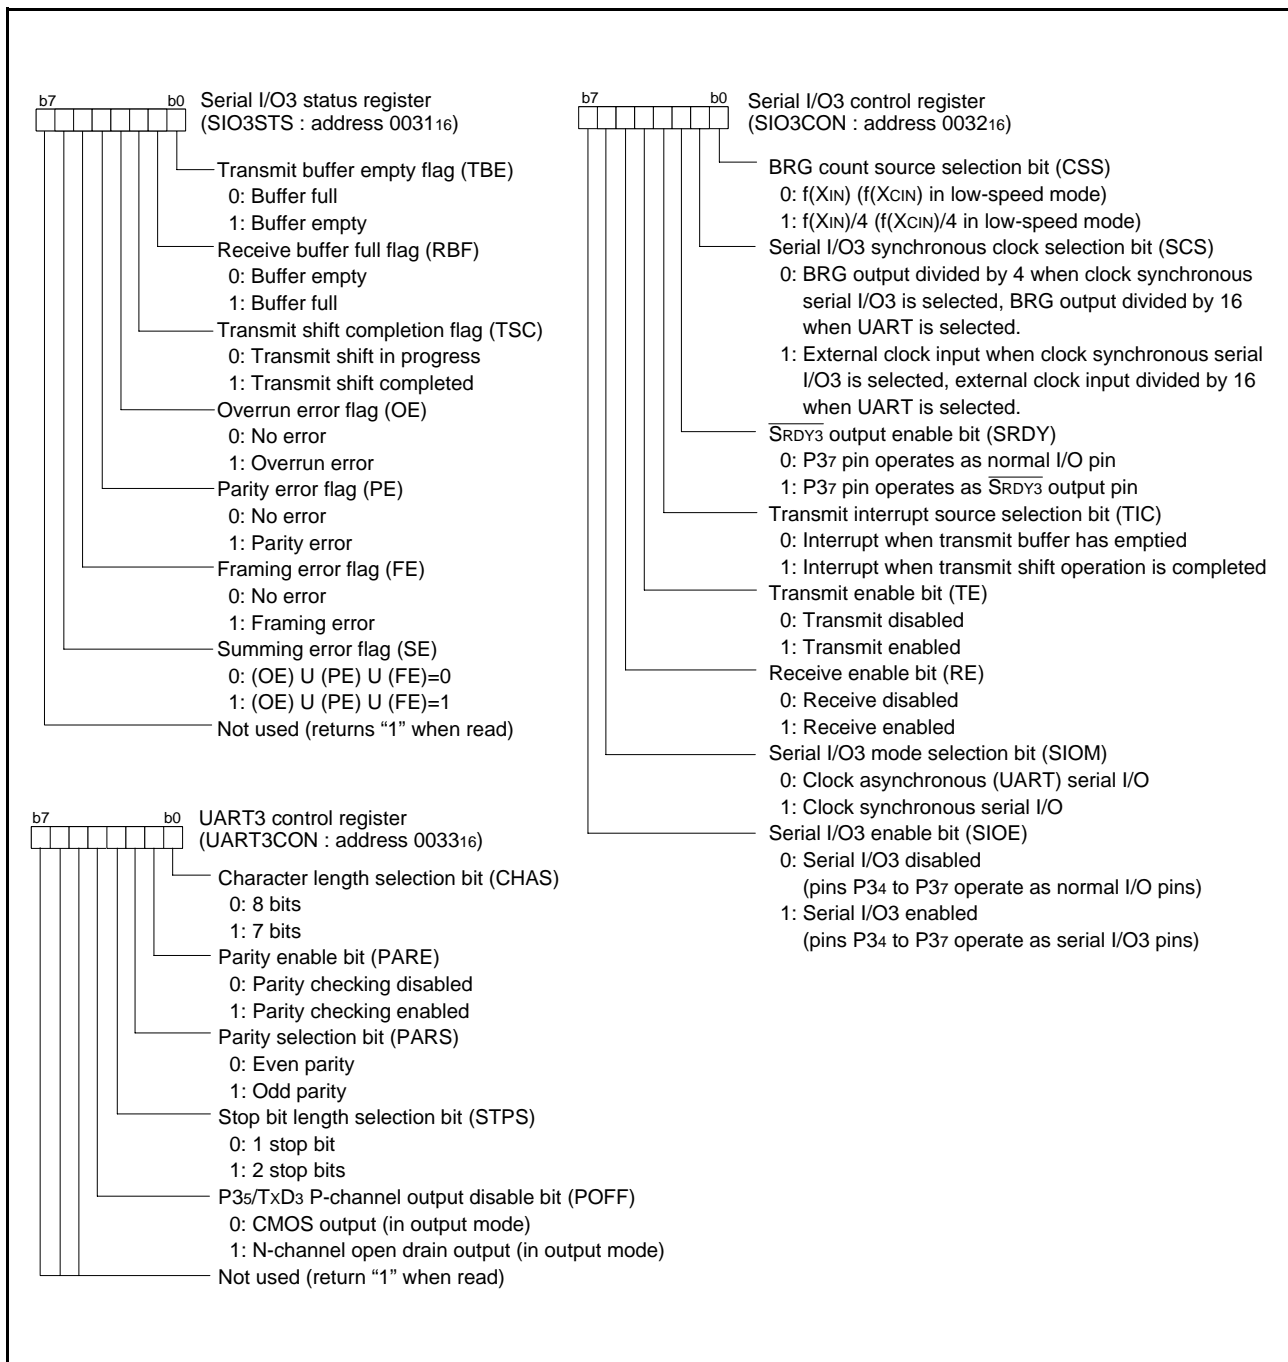 b7 b0 Serial I/O3 status register
(SIO3STS : address 003116)
Transmit buffer empty flag (TBE)
0: Buffer full
1: Buffer empty
Receive buffer full flag (RBF)
0: Buffer empty
1: Buffer full
Transmit shift completion flag (TSC)
0: Transmit shift in progress
1: Transmit shift completed
Overrun error flag (OE)
0: No error
1: Overrun error
Parity error flag (PE)
0: No error
1: Parity error
Framing error flag (FE)
0: No error
1: Framing error
Summing error flag (SE)
0: (OE) U (PE) U (FE)=0
1: (OE) U (PE) U (FE)=1
Not used (returns “1” when read)
b7 b0 UART3 control register
(UART3CON : address 003316)
Character length selection bit (CHAS)
0: 8 bits
1: 7 bits
Parity enable bit (PARE)
0: Parity checking disabled
1: Parity checking enabled
Parity selection bit (PARS)
0: Even parity
1: Odd parity
Stop bit length selection bit (STPS)
0: 1 stop bit
1: 2 stop bits
P35/TXD3 P-channel output disable bit (POFF)
0: CMOS output (in output mode)
1: N-channel open drain output (in output mode)
Not used (return “1” when read)
b7 b0 Serial I/O3 control register
(SIO3CON : address 003216)
BRG count source selection bit (CSS)
0: f(XIN) (f(XCIN) in low-speed mode)
1: f(XIN)/4 (f(XCIN)/4 in low-speed mode)
Serial I/O3 synchronous clock selection bit (SCS)
0: BRG output divided by 4 when clock synchronous
serial I/O3 is selected, BRG output divided by 16
when UART is selected.
1: External clock input when clock synchronous serial
I/O3 is selected, external clock input divided by 16
when UART is selected.
SRDY3 output enable bit (SRDY)
0: P37 pin operates as normal I/O pin
1: P37 pin operates as SRDY3 output pin
Transmit interrupt source selection bit (TIC)
0: Interrupt when transmit buffer has emptied
1: Interrupt when transmit shift operation is completed
Transmit enable bit (TE)
0: Transmit disabled
1: Transmit enabled
Receive enable bit (RE)
0: Receive disabled
1: Receive enabled
Serial I/O3 mode selection bit (SIOM)
0: Clock asynchronous (UART) serial I/O
1: Clock synchronous serial I/O
Serial I/O3 enable bit (SIOE)
0: Serial I/O3 disabled
(pins P34 to P37 operate as normal I/O pins)
1: Serial I/O3 enabled
(pins P34 to P37 operate as serial I/O3 pins)